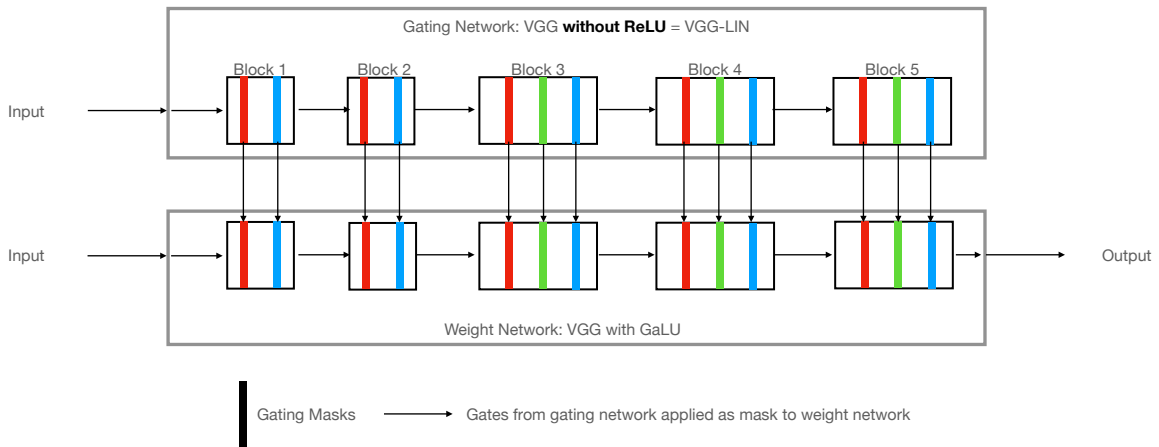 Gating Network: VGG without ReLU = VGG-LIN
Block 1 Block 2 Block 3 Block 4 Block 5
Input
Input Output
Weight Network: VGG with GaLU
Gating Masks Gates from gating network applied as mask to weight network